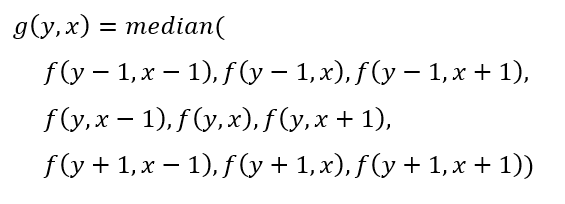 g(y, x) = median(
f(y − 1, x − 1), f(y − 1, x), f(y − 1, x + 1),
f(y, x − 1), f(y, x), f(y, x + 1),
f(y + 1, x − 1), f(y + 1, x), f(y + 1, x + 1))